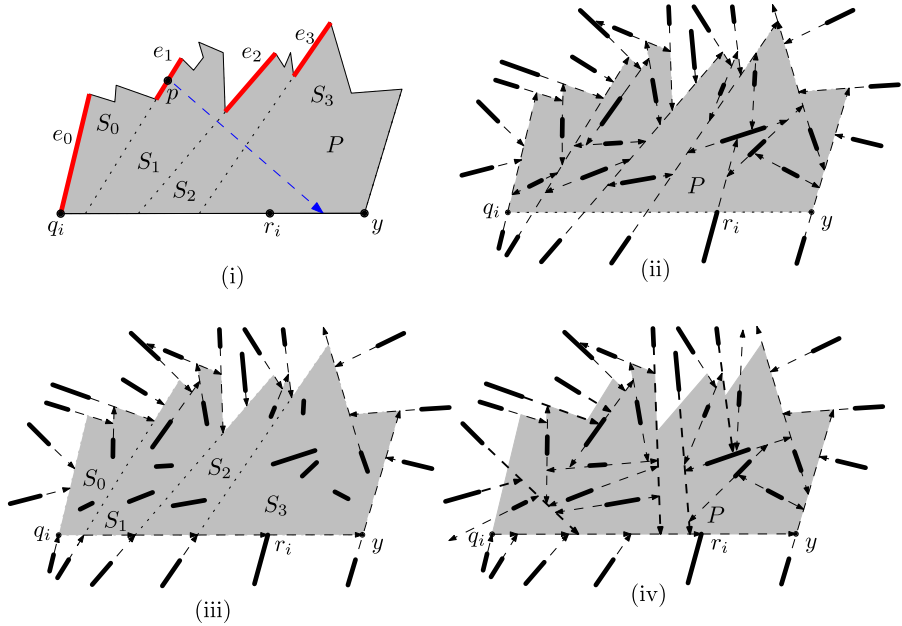 e₀
S₀
e₁
p
S₁
S₂
e₂
e₃
S₃
P
qᵢ
rᵢ
y
(i)
P
qᵢ
rᵢ
y
(ii)
S₀
S₁
S₂
S₃
qᵢ
rᵢ
y
(iii)
P
qᵢ
rᵢ
y
(iv)